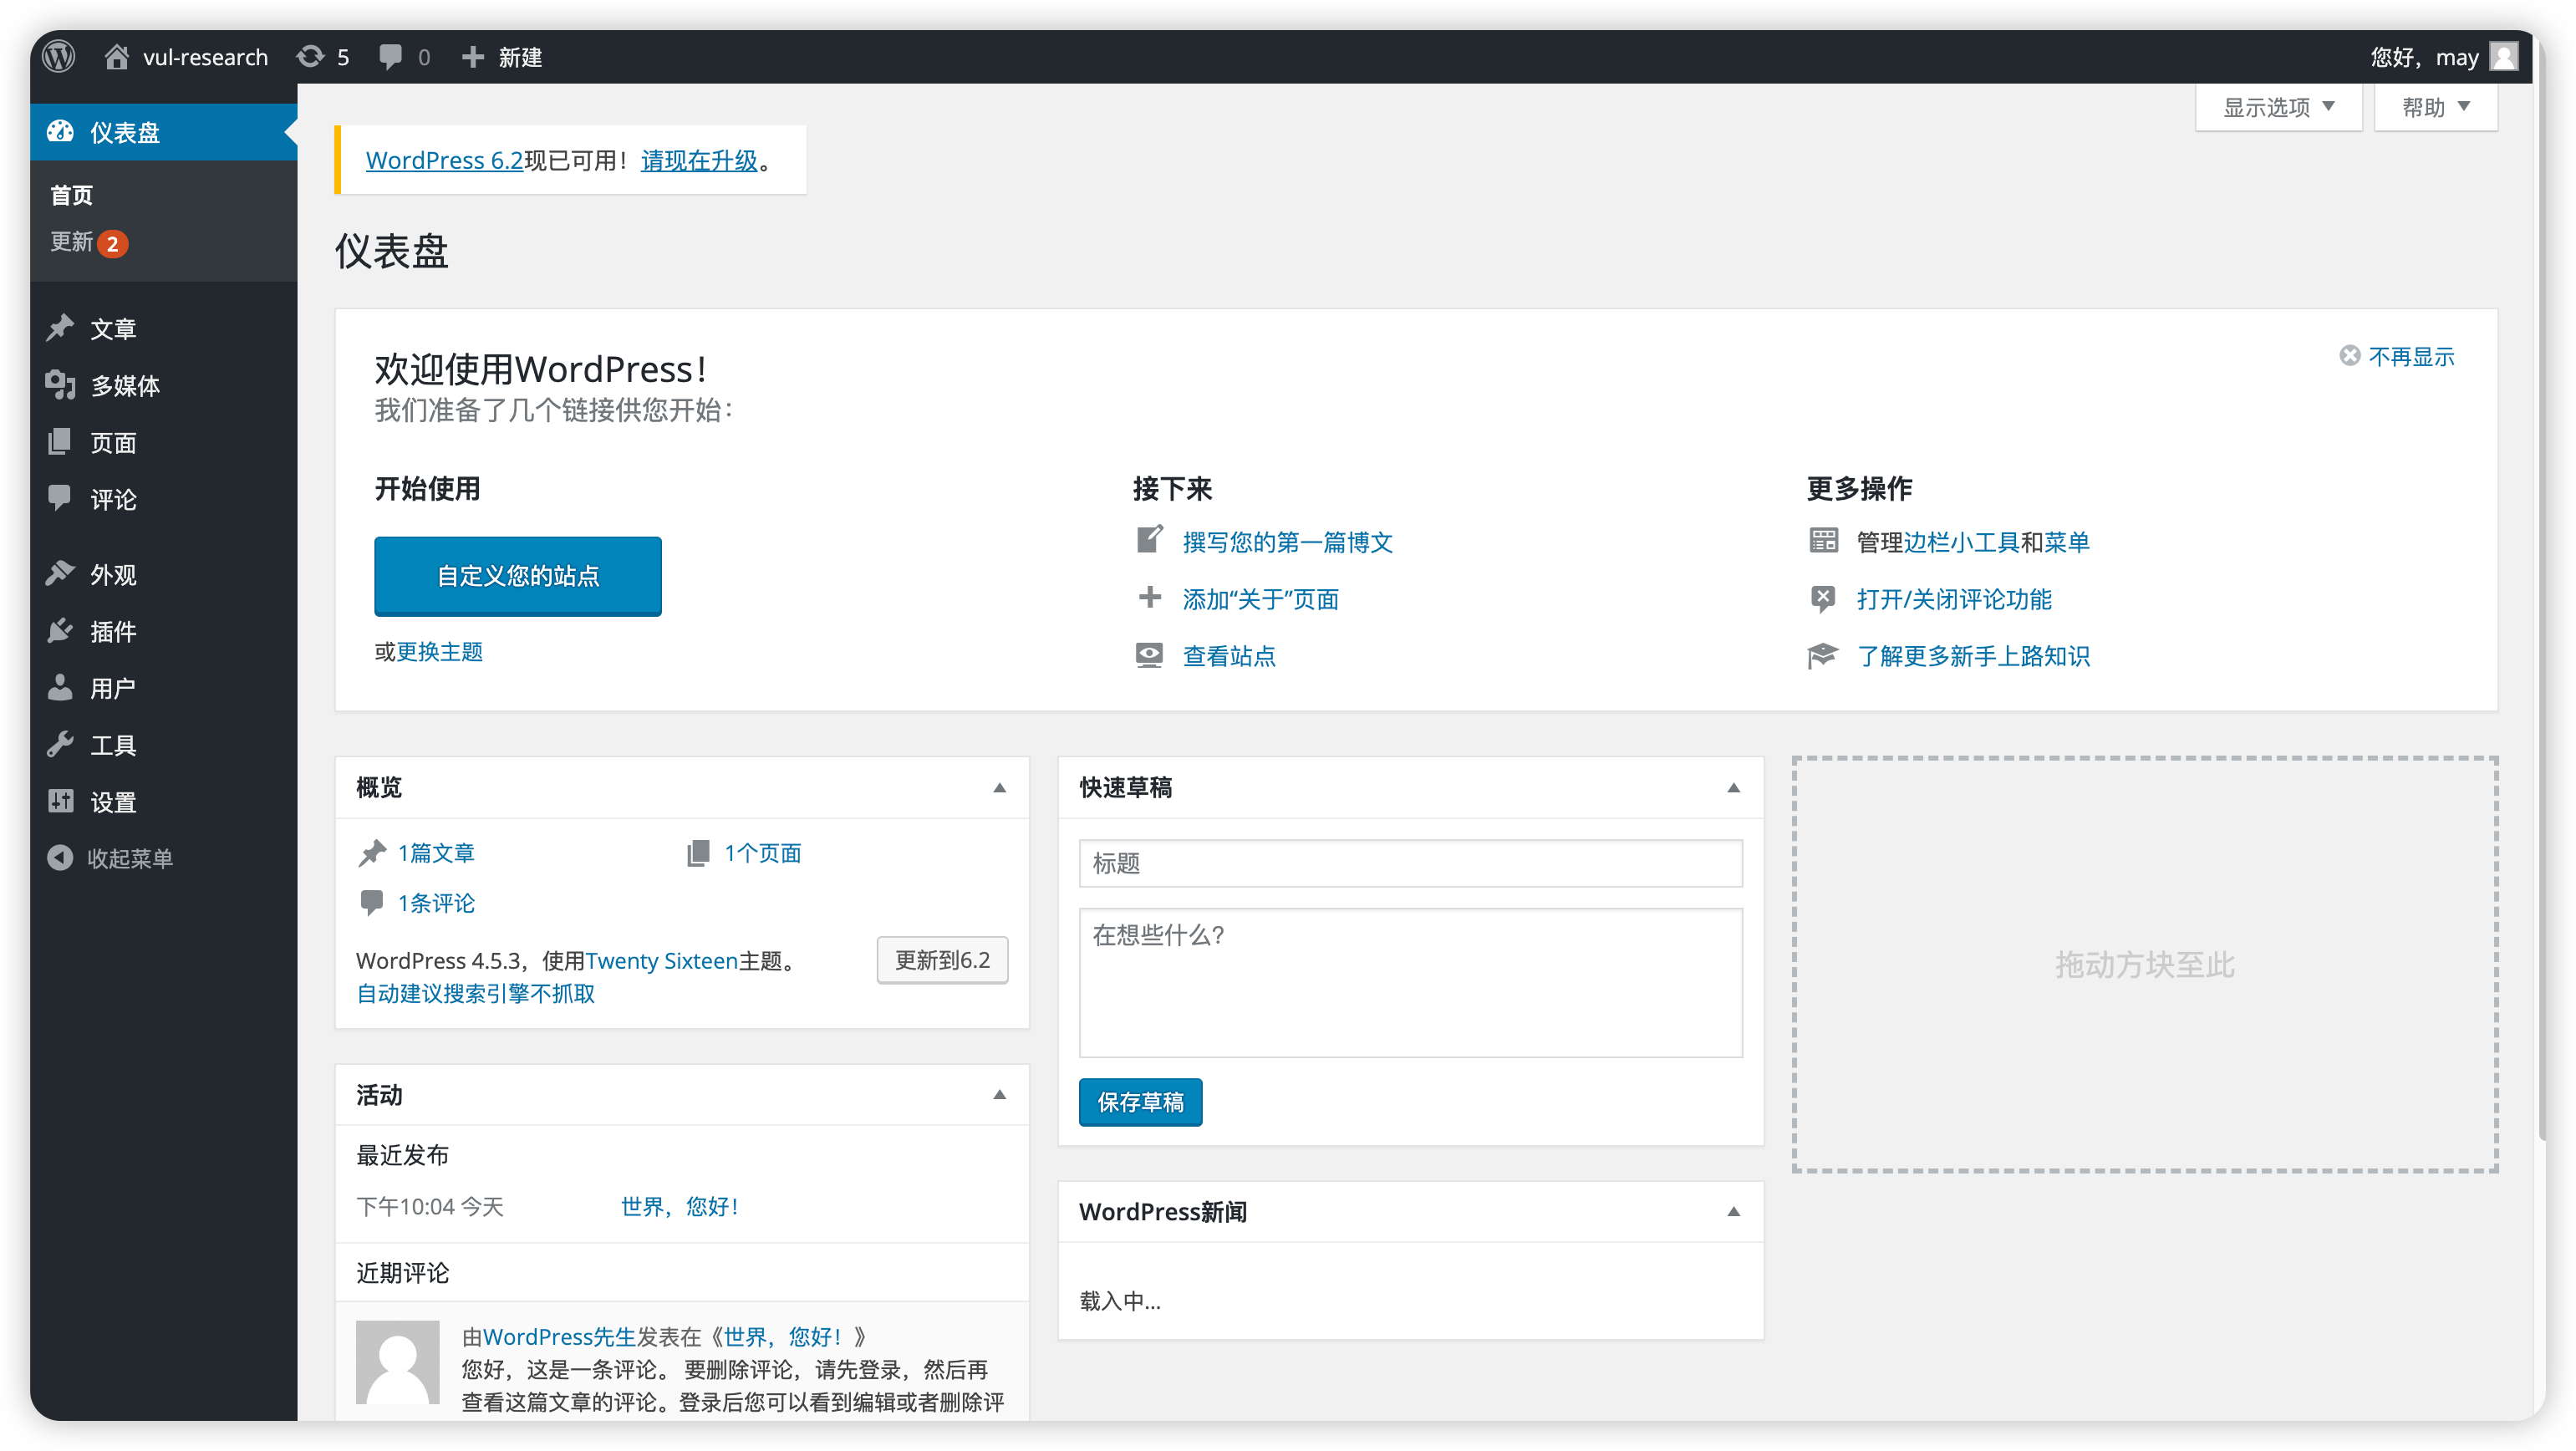 vul-research 5 0 新建 您好，may
显示选项 帮助
仪表盘
首页
更新 2
文章
多媒体
页面
评论
外观
插件
用户
工具
设置
收起菜单
WordPress 6.2现已可用！请现在升级。
仪表盘
欢迎使用WordPress！
不再显示
我们准备了几个链接供您开始：
开始使用
自定义您的站点
或更换主题
接下来
撰写您的第一篇博文
添加“关于”页面
查看站点
更多操作
管理边栏小工具和菜单
打开/关闭评论功能
了解更多新手上路知识
概览
1篇文章 1个页面
1条评论
WordPress 4.5.3，使用Twenty Sixteen主题。 更新到6.2
自动建议搜索引擎不抓取
活动
最近发布
下午10:04 今天 世界，您好！
近期评论
由WordPress先生发表在《世界，您好！》
您好，这是一条评论。 要删除评论，请先登录，然后再
查看这篇文章的评论。登录后您可以看到编辑或者删除评
快速草稿
标题
在想些什么？
保存草稿
WordPress新闻
载入中…
拖动方块至此